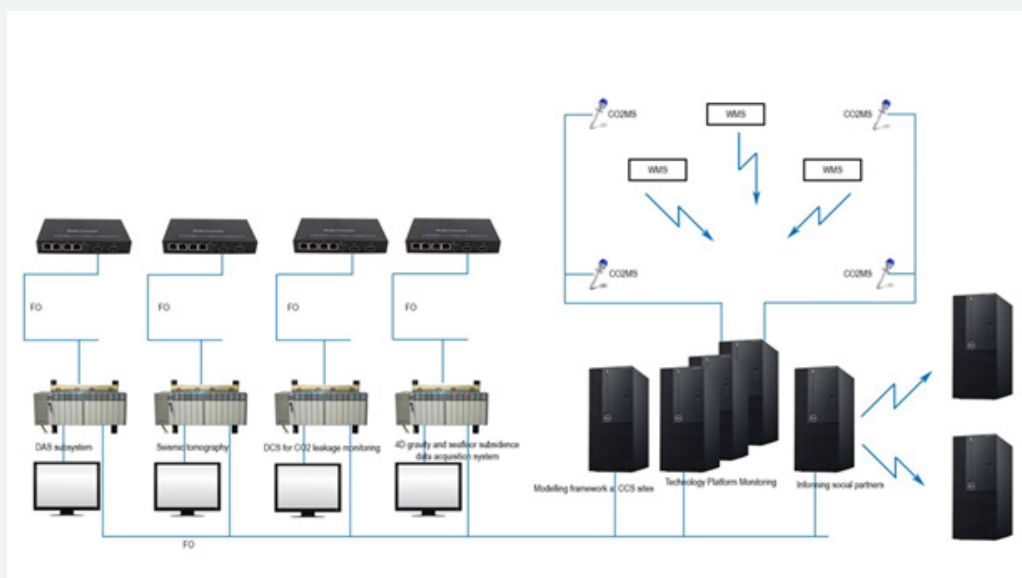 CO2MS
WMS
CO2MS
WMS
WMS
CO2MS
CO2MS
FO
FO
FO
FO
DAS subsystem
Seismic tomography
DCS for CO2 leakage monitoring
4D gravity and seafloor subsidence
data acquisition system
Modelling framework at CCS sites
Technology Platform Monitoring
Informing social partners
FO